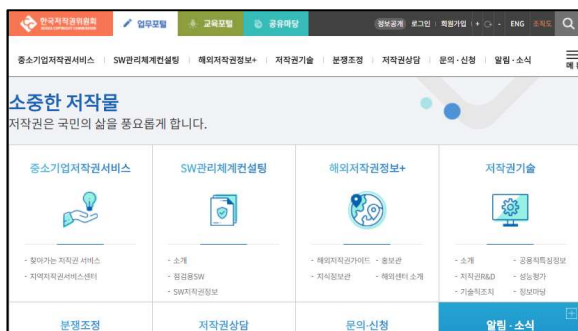 한국저작권위원회
KOREA COPYRIGHT COMMISSION
업무포털
교육포털
공유마당
정보공개 로그인 회원가입 + - ENG 조직도
중소기업저작권서비스 SW관리체계컨설팅 해외저작권정보+ 저작권기술 분쟁조정 저작권상담 문의·신청 알림·소식
소중한 저작물
저작권은 국민의 삶을 풍요롭게 합니다.
중소기업저작권서비스 SW관리체계컨설팅 해외저작권정보+ 저작권기술
- 찾아가는 저작권 서비스 - 소개 - 해외저작권가이드 - 홍보관 - 소개 - 공용특징정보
- 지역저작권서비스센터 - 점검용SW - 지식정보관 - 해외센터 소개 - 저작권R&D - 성능평가
- SW저작권정보 - 기술적조치 - 정보마당
분쟁조정 저작권상담 문의·신청 알림·소식